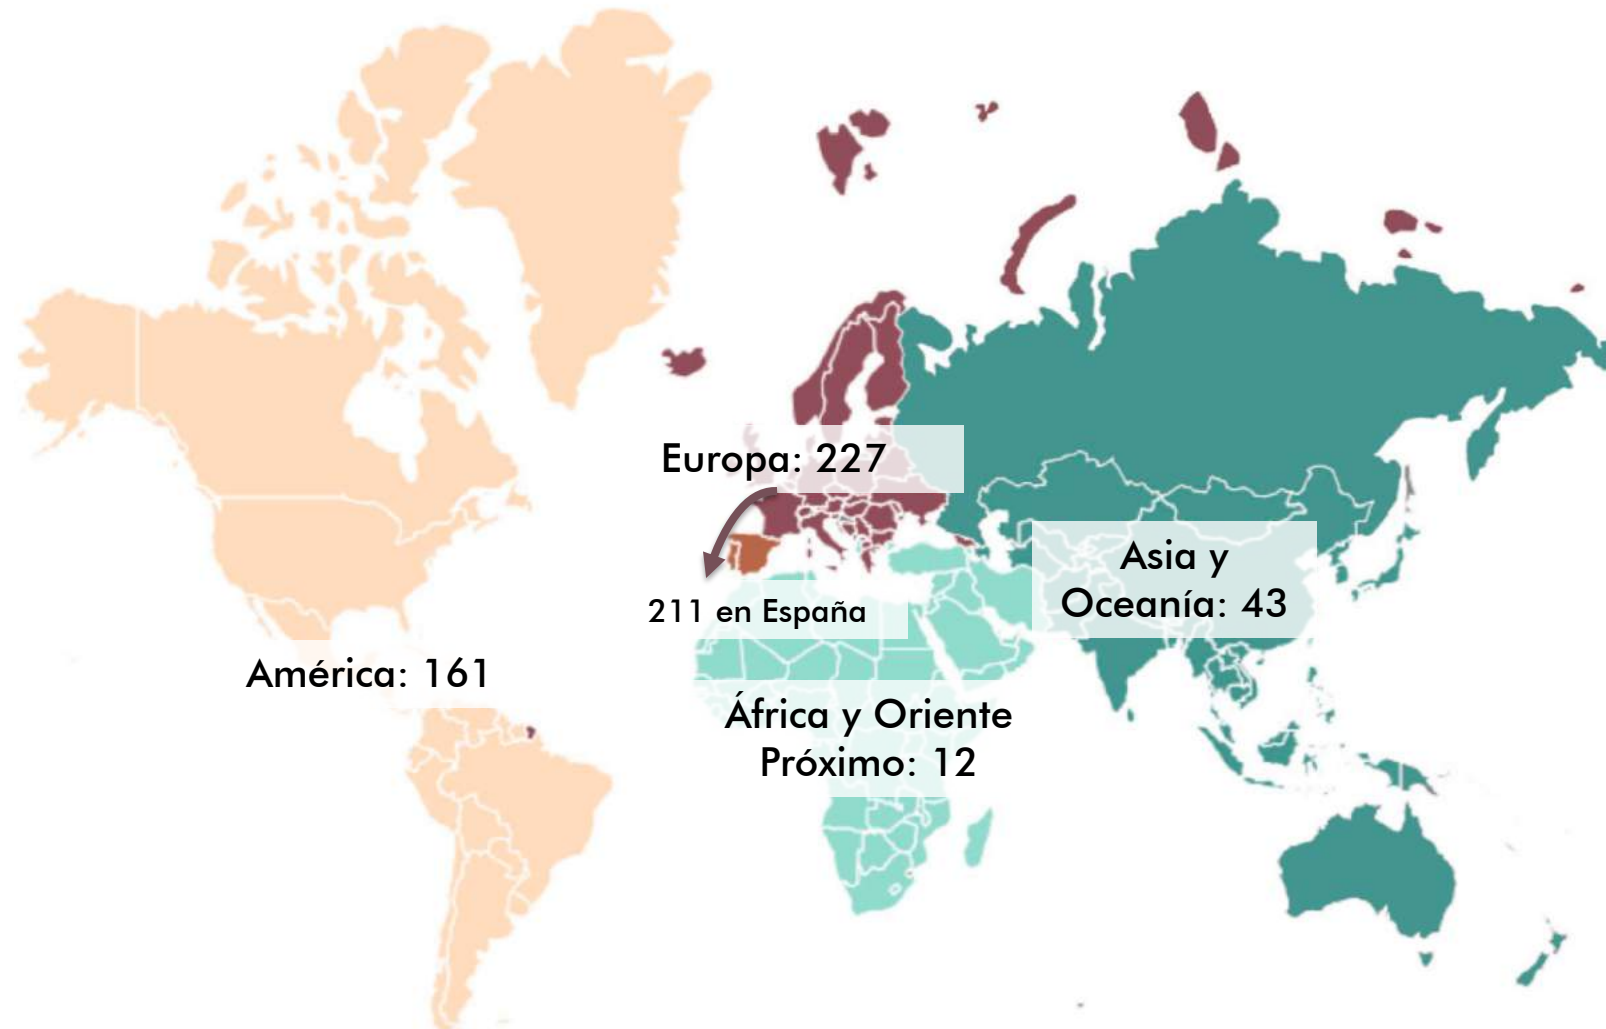 Europa: 227
211 en España
América: 161
África y Oriente
Próximo: 12
Asia y
Oceanía: 43